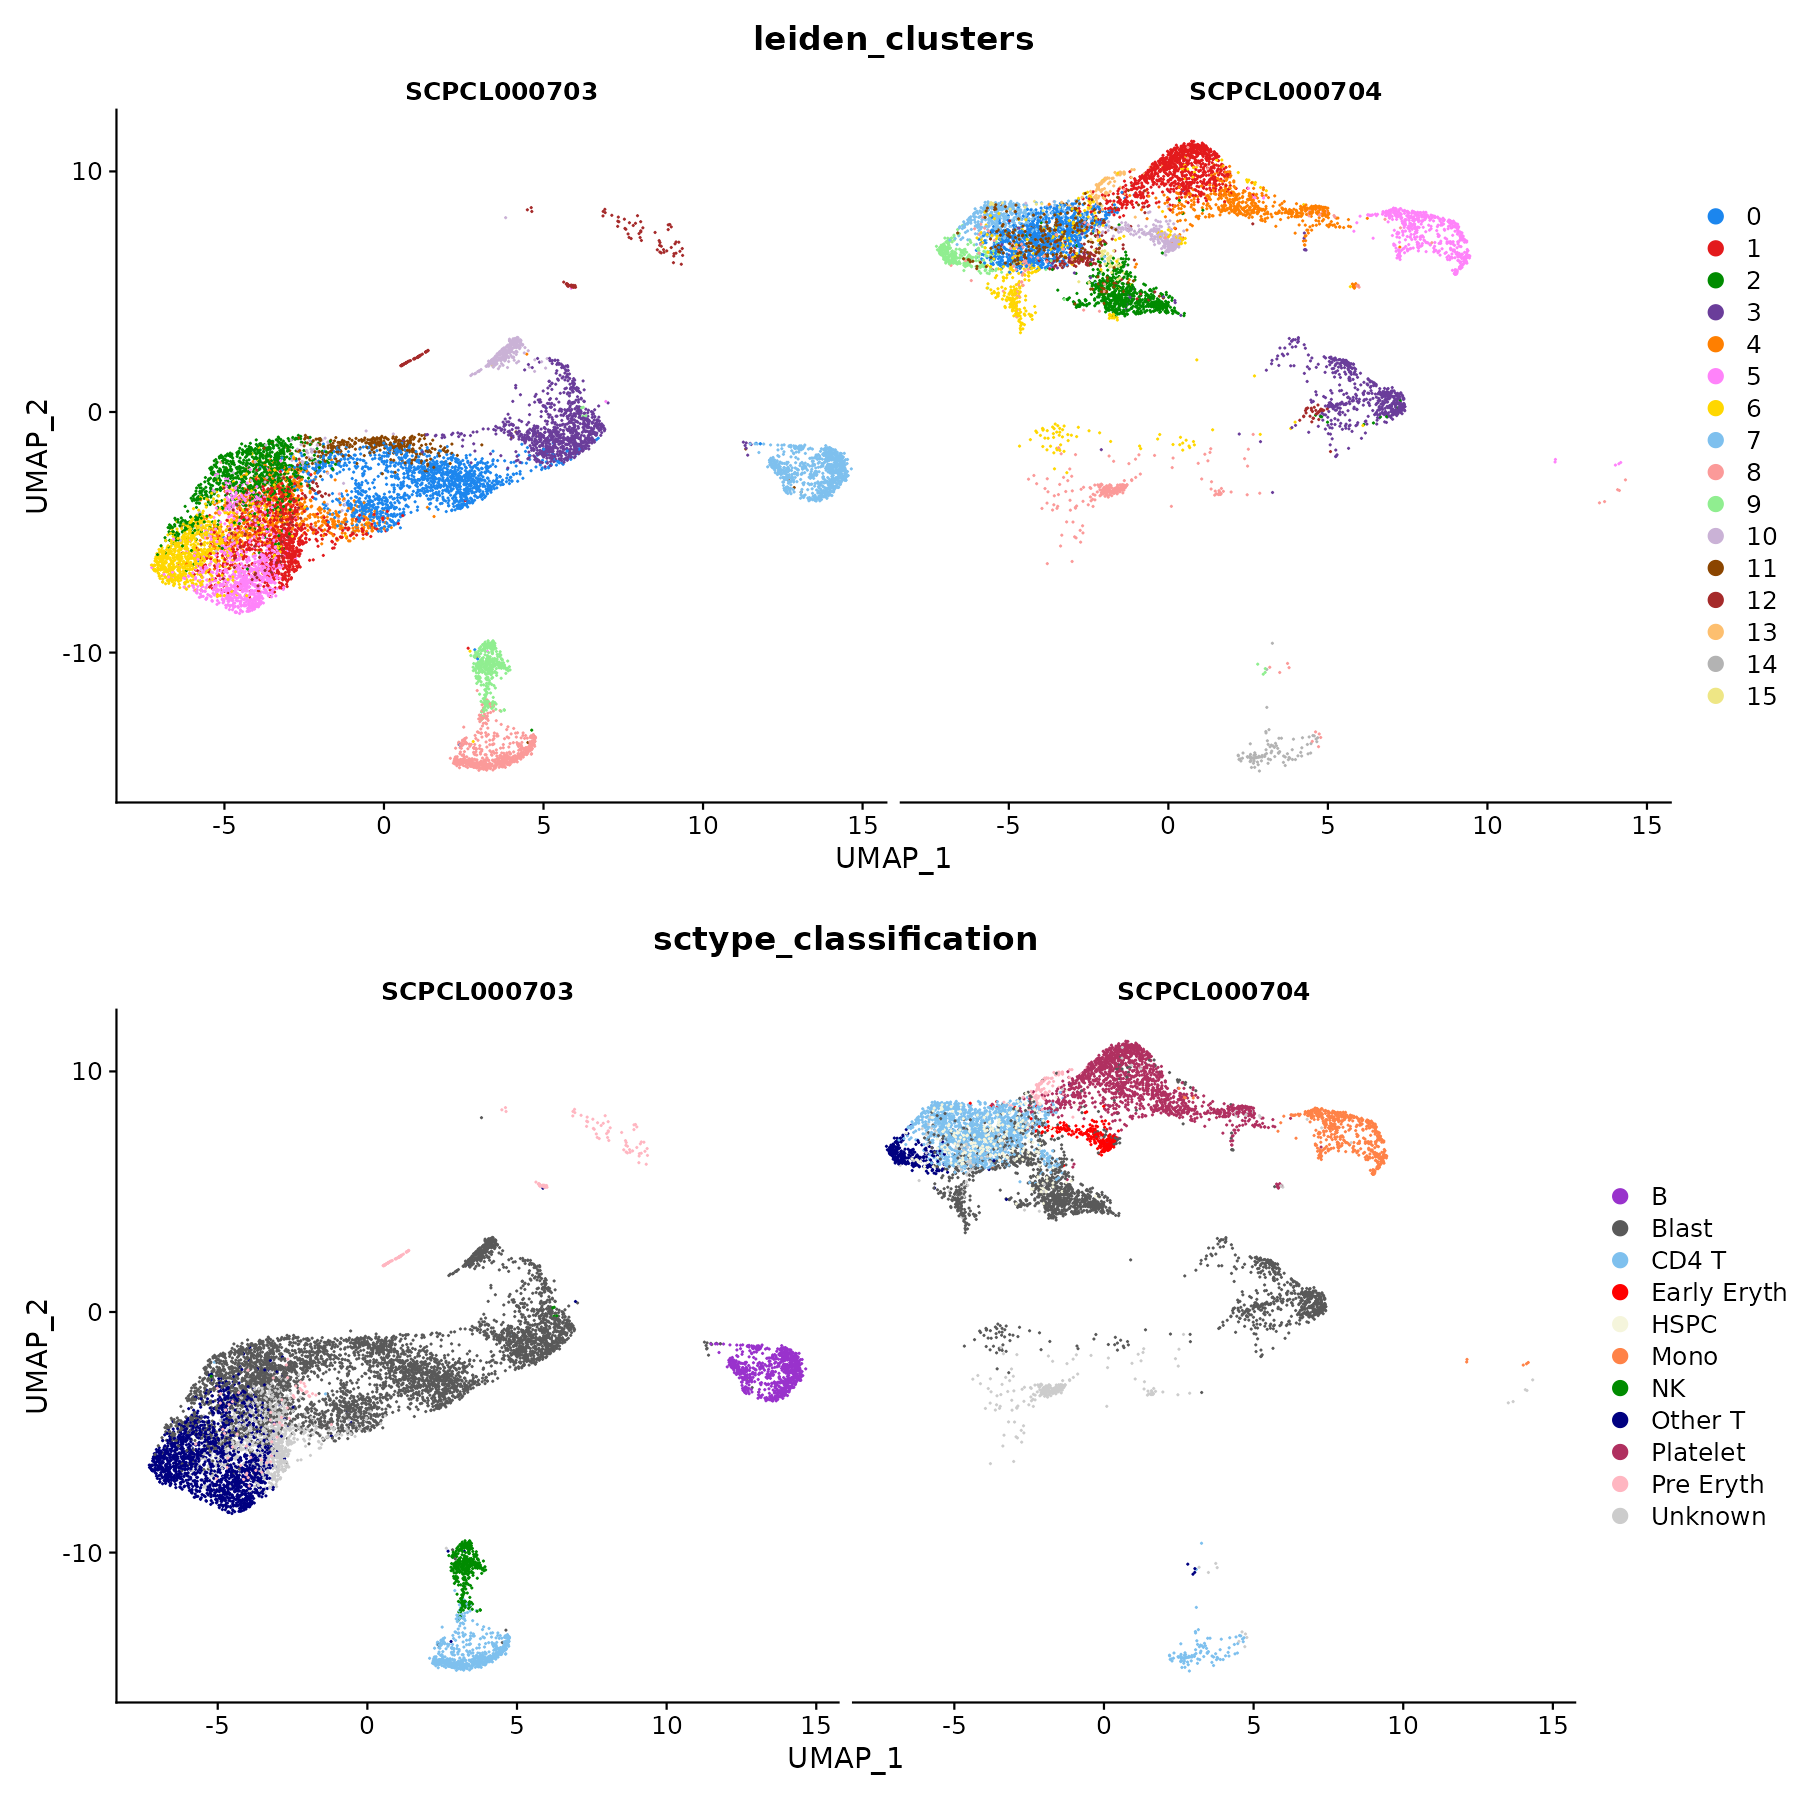 leiden_clusters
SCPCL000703 SCPCL000704
10
0
-10
UMAP_2
-5 0 5 10 15 -5 0 5 10 15
UMAP_1
0
1
2
3
4
5
6
7
8
9
10
11
12
13
14
15
sctype_classification
SCPCL000703 SCPCL000704
10
0
-10
UMAP_2
-5 0 5 10 15 -5 0 5 10 15
UMAP_1
B
Blast
CD4 T
Early Eryth
HSPC
Mono
NK
Other T
Platelet
Pre Eryth
Unknown